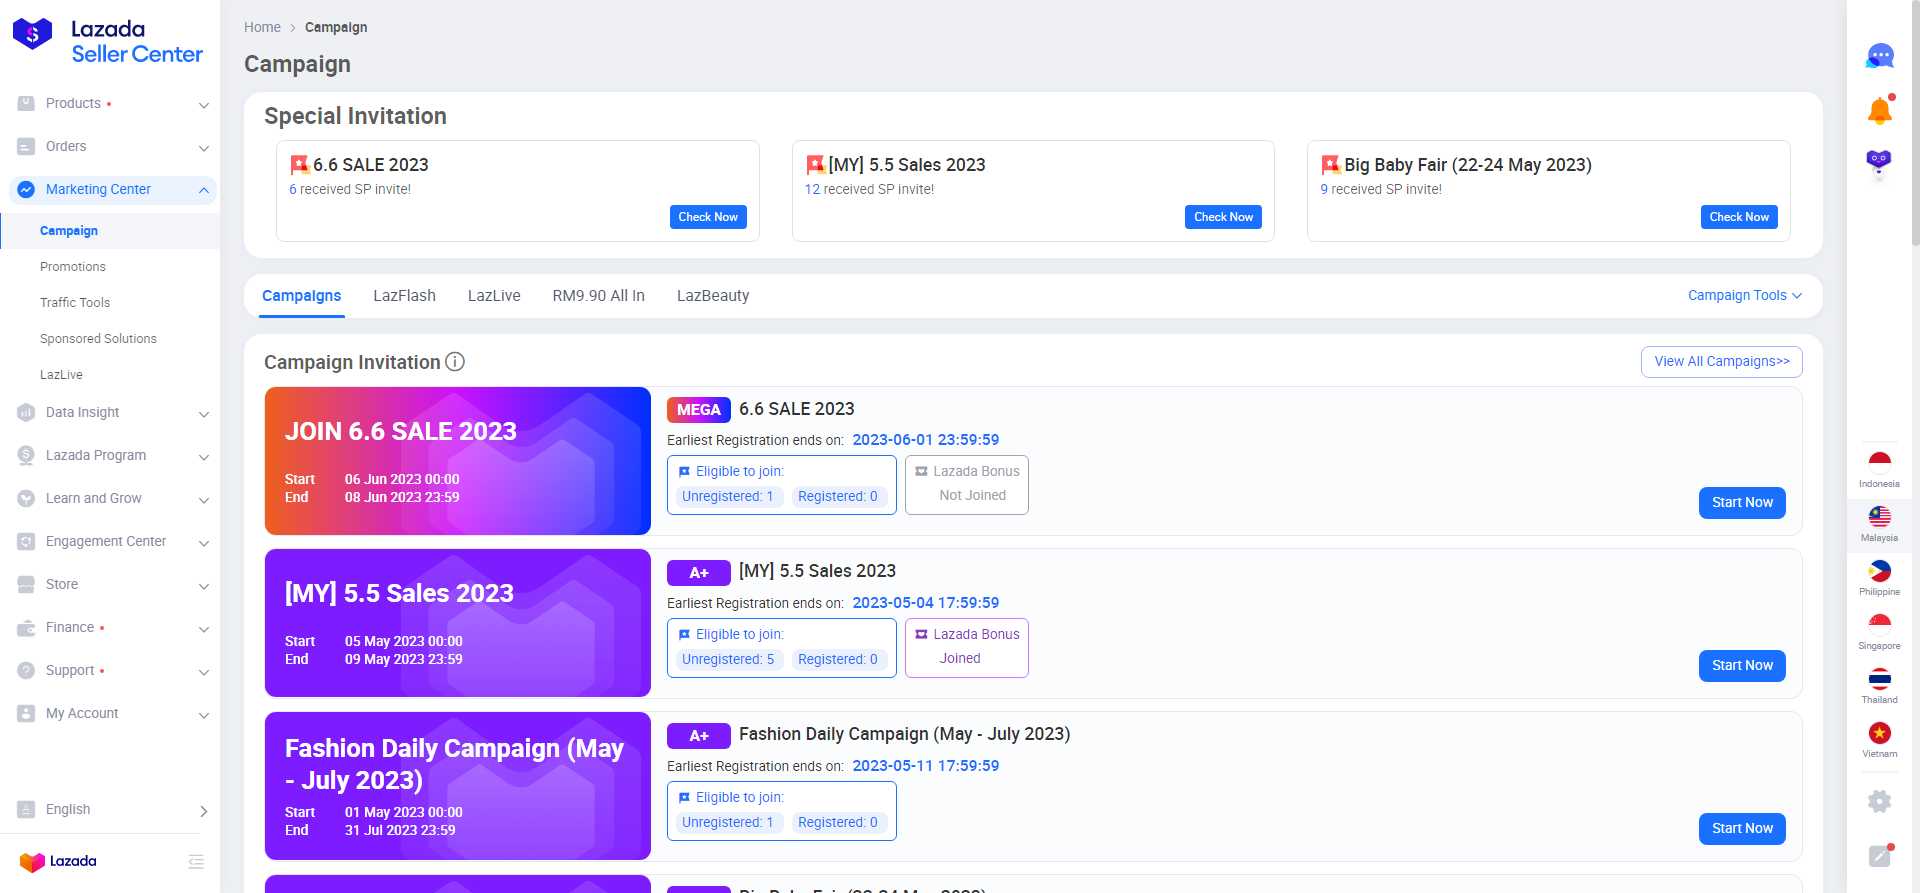 Lazada
Seller Center
Products
Orders
Marketing Center
Campaign
Promotions
Traffic Tools
Sponsored Solutions
LazLive
Data Insight
Lazada Program
Learn and Grow
Engagement Center
Store
Finance
Support
My Account
English
Lazada
Home > Campaign
Campaign
Special Invitation
6.6 SALE 2023
6 received SP invite!
Check Now
[MY] 5.5 Sales 2023
12 received SP invite!
Check Now
Big Baby Fair (22-24 May 2023)
9 received SP invite!
Check Now
Campaigns LazFlash LazLive RM9.90 All In LazBeauty
Campaign Tools
Campaign Invitation
View All Campaigns>>
JOIN 6.6 SALE 2023
Start 06 Jun 2023 00:00
End 08 Jun 2023 23:59
MEGA 6.6 SALE 2023
Earliest Registration ends on: 2023-06-01 23:59:59
Eligible to join:
Unregistered: 1 Registered: 0
Lazada Bonus
Not Joined
Start Now
[MY] 5.5 Sales 2023
Start 05 May 2023 00:00
End 09 May 2023 23:59
A+ [MY] 5.5 Sales 2023
Earliest Registration ends on: 2023-05-04 17:59:59
Eligible to join:
Unregistered: 5 Registered: 0
Lazada Bonus
Joined
Start Now
Fashion Daily Campaign (May
- July 2023)
Start 01 May 2023 00:00
End 31 Jul 2023 23:59
A+ Fashion Daily Campaign (May - July 2023)
Earliest Registration ends on: 2023-05-11 17:59:59
Eligible to join:
Unregistered: 1 Registered: 0
Start Now
Big Baby Fair (22-24 May 2023)
Indonesia
Malaysia
Philippine
Singapore
Thailand
Vietnam